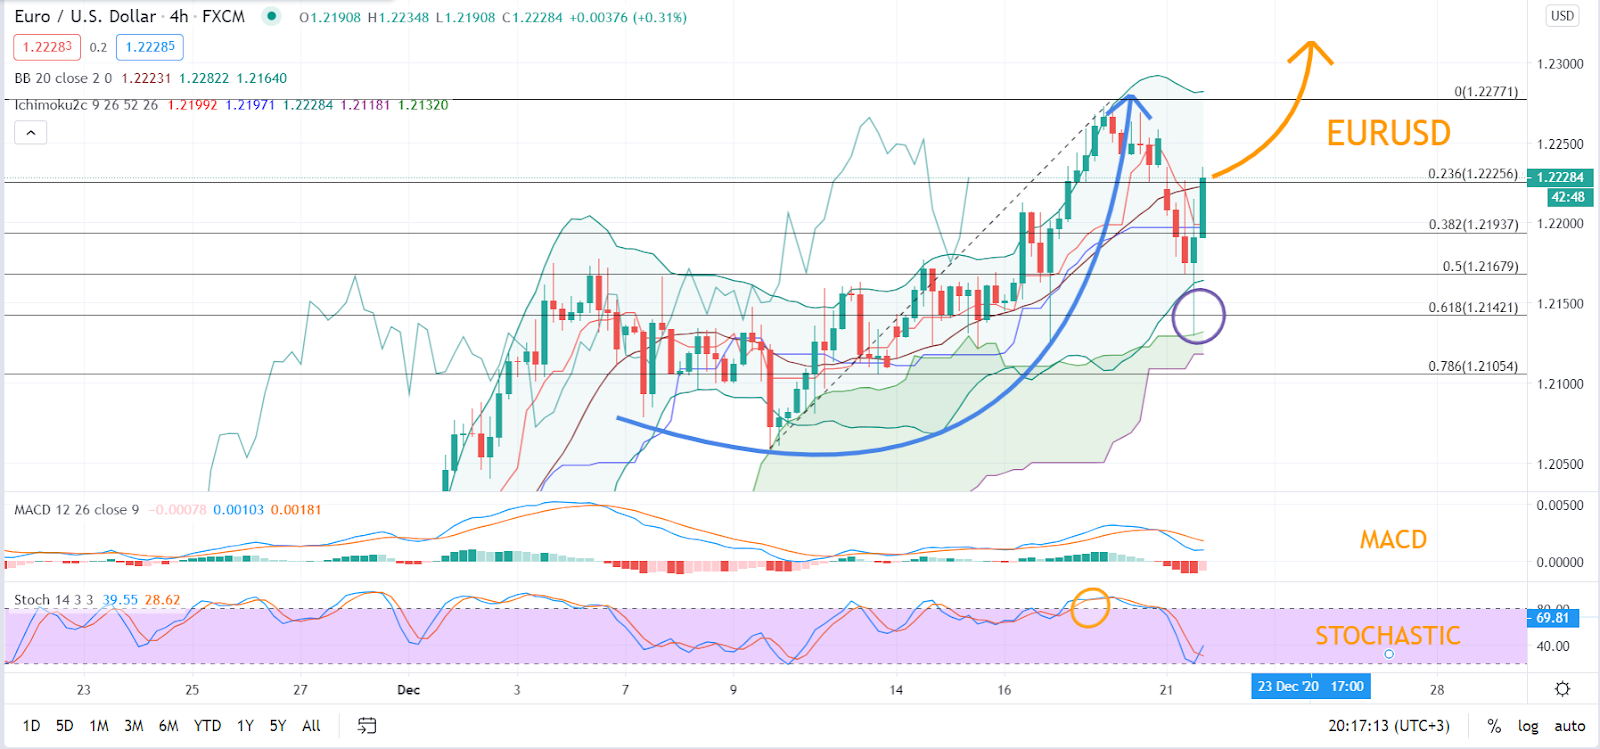 Euro / U.S. Dollar · 4h · FXCM O1.21908 H1.22348 L1.21908 C1.22284 +0.00376 (+0.31%)
USD
1.22283 0.2 1.22285
BB 20 close 2 0 1.22231 1.22822 1.21640
Ichimoku2c 9 26 52 26 1.21992 1.21971 1.22284 1.21181 1.21320
1.23000
0(1.22771)
EURUSD
1.22500
0.236(1.22256)
1.22284
42:48
0.382(1.21937)
1.22000
0.5(1.21679)
0.618(1.21421)
1.21500
0.786(1.21054)
1.21000
1.20500
MACD 12 26 close 9 −0.00078 0.00103 0.00181
0.00500
MACD
0.00000
Stoch 14 3 3 39.55 28.62
80.00
69.81
STOCHASTIC
40.00
23 25 27 Dec 3 7 9 14 16 21 23 Dec '20 17:00 28
1D 5D 1M 3M 6M YTD 1Y 5Y All 20:17:13 (UTC+3) % log auto